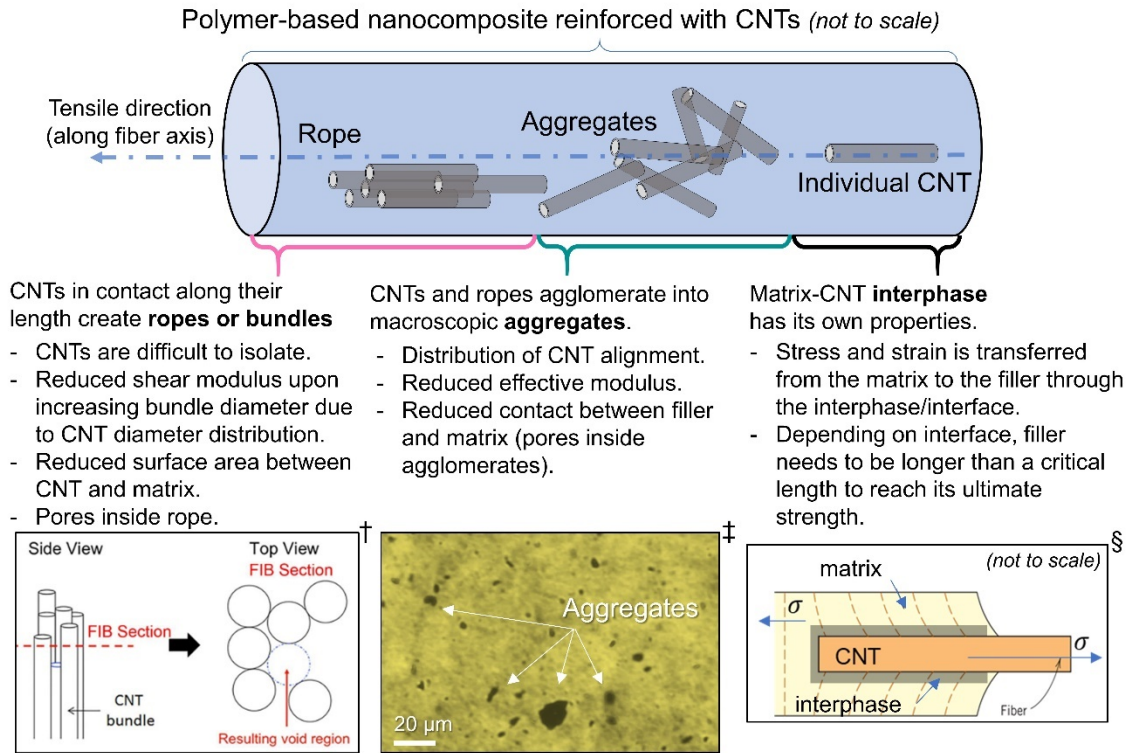 Polymer-based nanocomposite reinforced with CNTs (not to scale)
Tensile direction
(along fiber axis)
Rope
Aggregates
Individual CNT
CNTs in contact along their
length create ropes or bundles
- CNTs are difficult to isolate.
- Reduced shear modulus upon
increasing bundle diameter due
to CNT diameter distribution.
- Reduced surface area between
CNT and matrix.
- Pores inside rope.
CNTs and ropes agglomerate into
macroscopic aggregates.
- Distribution of CNT alignment.
- Reduced effective modulus.
- Reduced contact between filler
and matrix (pores inside
agglomerates).
Matrix-CNT interphase
has its own properties.
- Stress and strain is transferred
from the matrix to the filler through
the interphase/interface.
- Depending on interface, filler
needs to be longer than a critical
length to reach its ultimate
strength.
†
Side View
Top View
FIB Section
FIB Section
CNT
bundle
Resulting void region
‡
Aggregates
20 µm
§
(not to scale)
matrix
σ
σ
CNT
interphase
Fiber